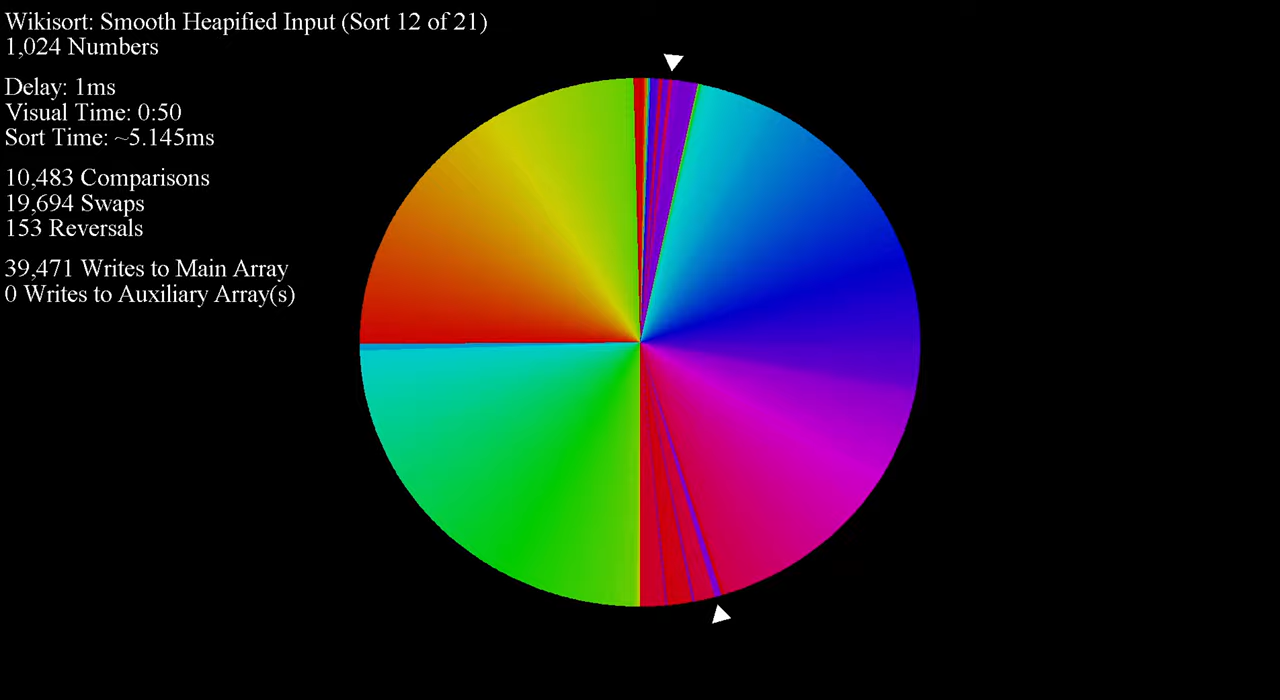 Wikisort: Smooth Heapified Input (Sort 12 of 21)
1,024 Numbers
Delay: 1ms
Visual Time: 0:50
Sort Time: ~5.145ms
10,483 Comparisons
19,694 Swaps
153 Reversals
39,471 Writes to Main Array
0 Writes to Auxiliary Array(s)